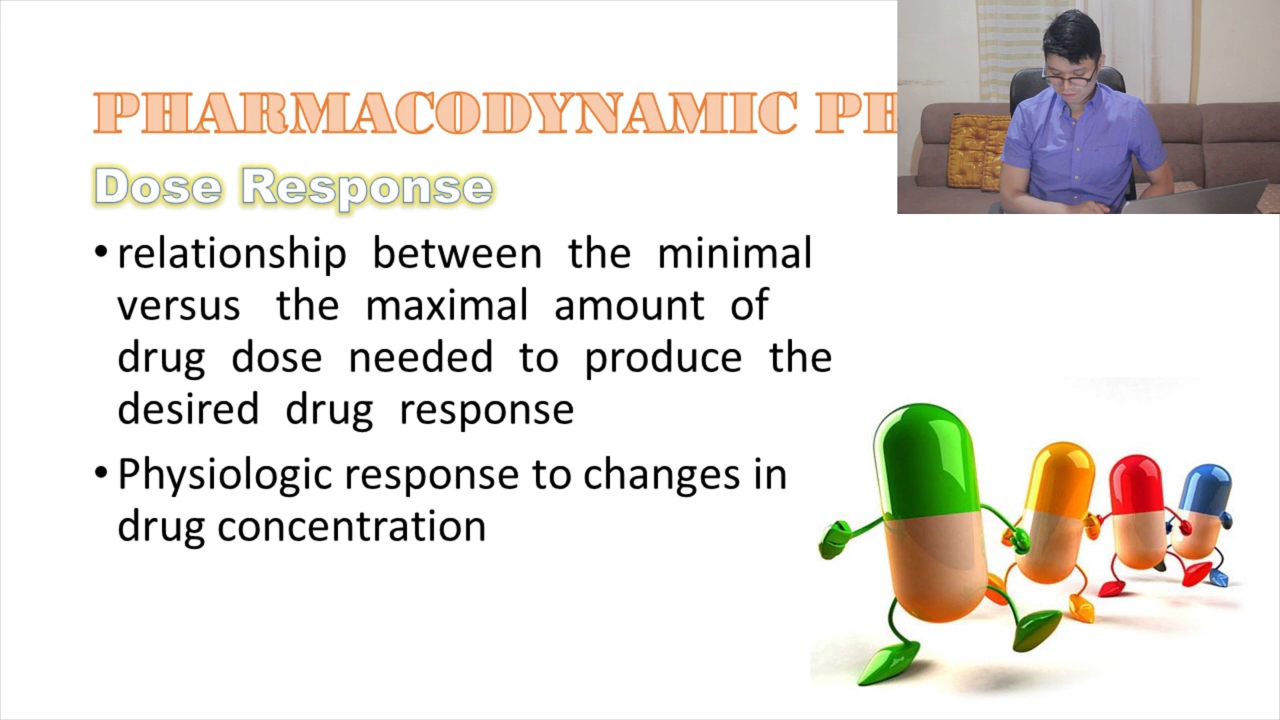 PHARMACODYNAMIC
Dose Response
• relationship between the minimal
versus the maximal amount of
drug dose needed to produce the
desired drug response
• Physiologic response to changes in
drug concentration